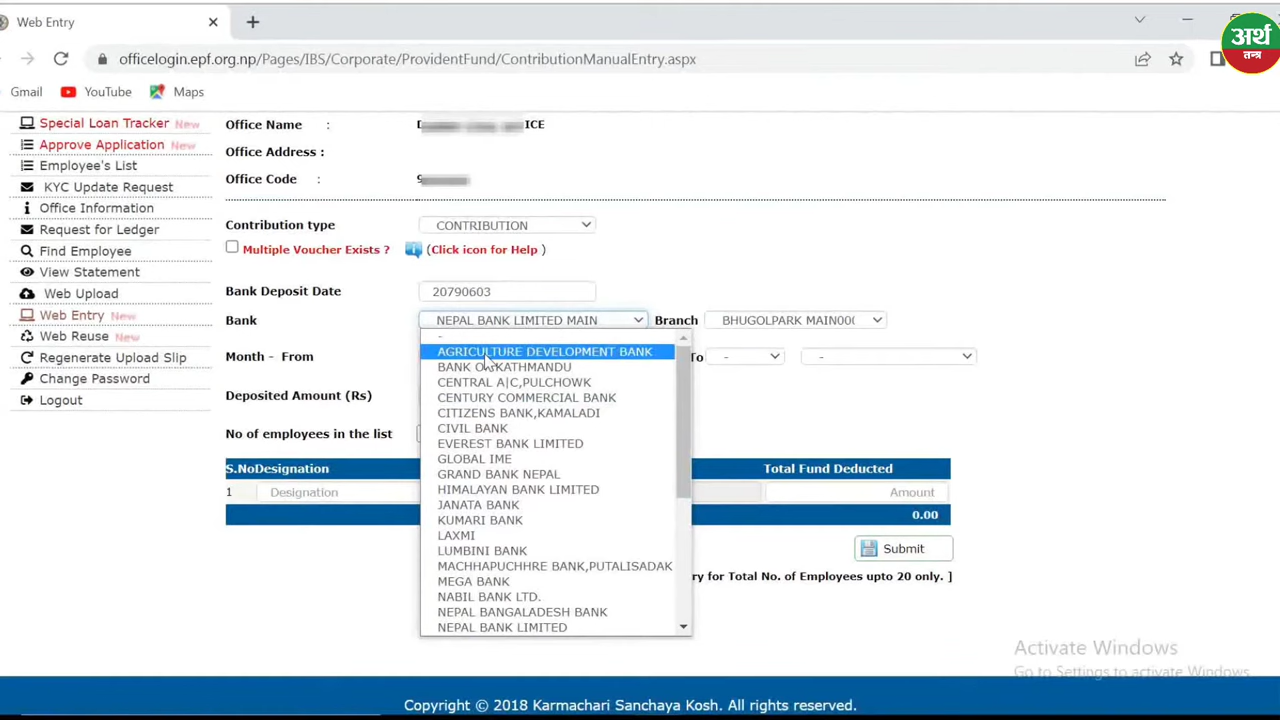 Web Entry
officelogin.epf.org.np/Pages/IBS/Corporate/ProvidentFund/ContributionManualEntry.aspx
Gmail YouTube Maps
अर्थ
तन्त्र
Special Loan Tracker New
Approve Application New
Employee's List
KYC Update Request
Office Information
Request for Ledger
Find Employee
View Statement
Web Upload
Web Entry New
Web Reuse New
Regenerate Upload Slip
Change Password
Logout
Office Name : ICE
Office Address :
Office Code : 9
Contribution type CONTRIBUTION
Multiple Voucher Exists ? (Click icon for Help )
Bank Deposit Date 20790603
Bank NEPAL BANK LIMITED MAIN Branch BHUGOLPARK MAIN00(
Month - From To - -
-
AGRICULTURE DEVELOPMENT BANK
BANK O KATHMANDU
CENTRAL A|C,PULCHOWK
CENTURY COMMERCIAL BANK
CITIZENS BANK,KAMALADI
CIVIL BANK
EVEREST BANK LIMITED
GLOBAL IME
GRAND BANK NEPAL
HIMALAYAN BANK LIMITED
JANATA BANK
KUMARI BANK
LAXMI
LUMBINI BANK
MACHHAPUCHHRE BANK,PUTALISADAK
MEGA BANK
NABIL BANK LTD.
NEPAL BANGALADESH BANK
NEPAL BANK LIMITED
Deposited Amount (Rs)
No of employees in the list
S.NoDesignation Total Fund Deducted
1 Designation Amount
0.00
Submit
ry for Total No. of Employees upto 20 only. ]
Activate Windows
Go to Settings to activate Windows.
Copyright © 2018 Karmachari Sanchaya Kosh. All rights reserved.